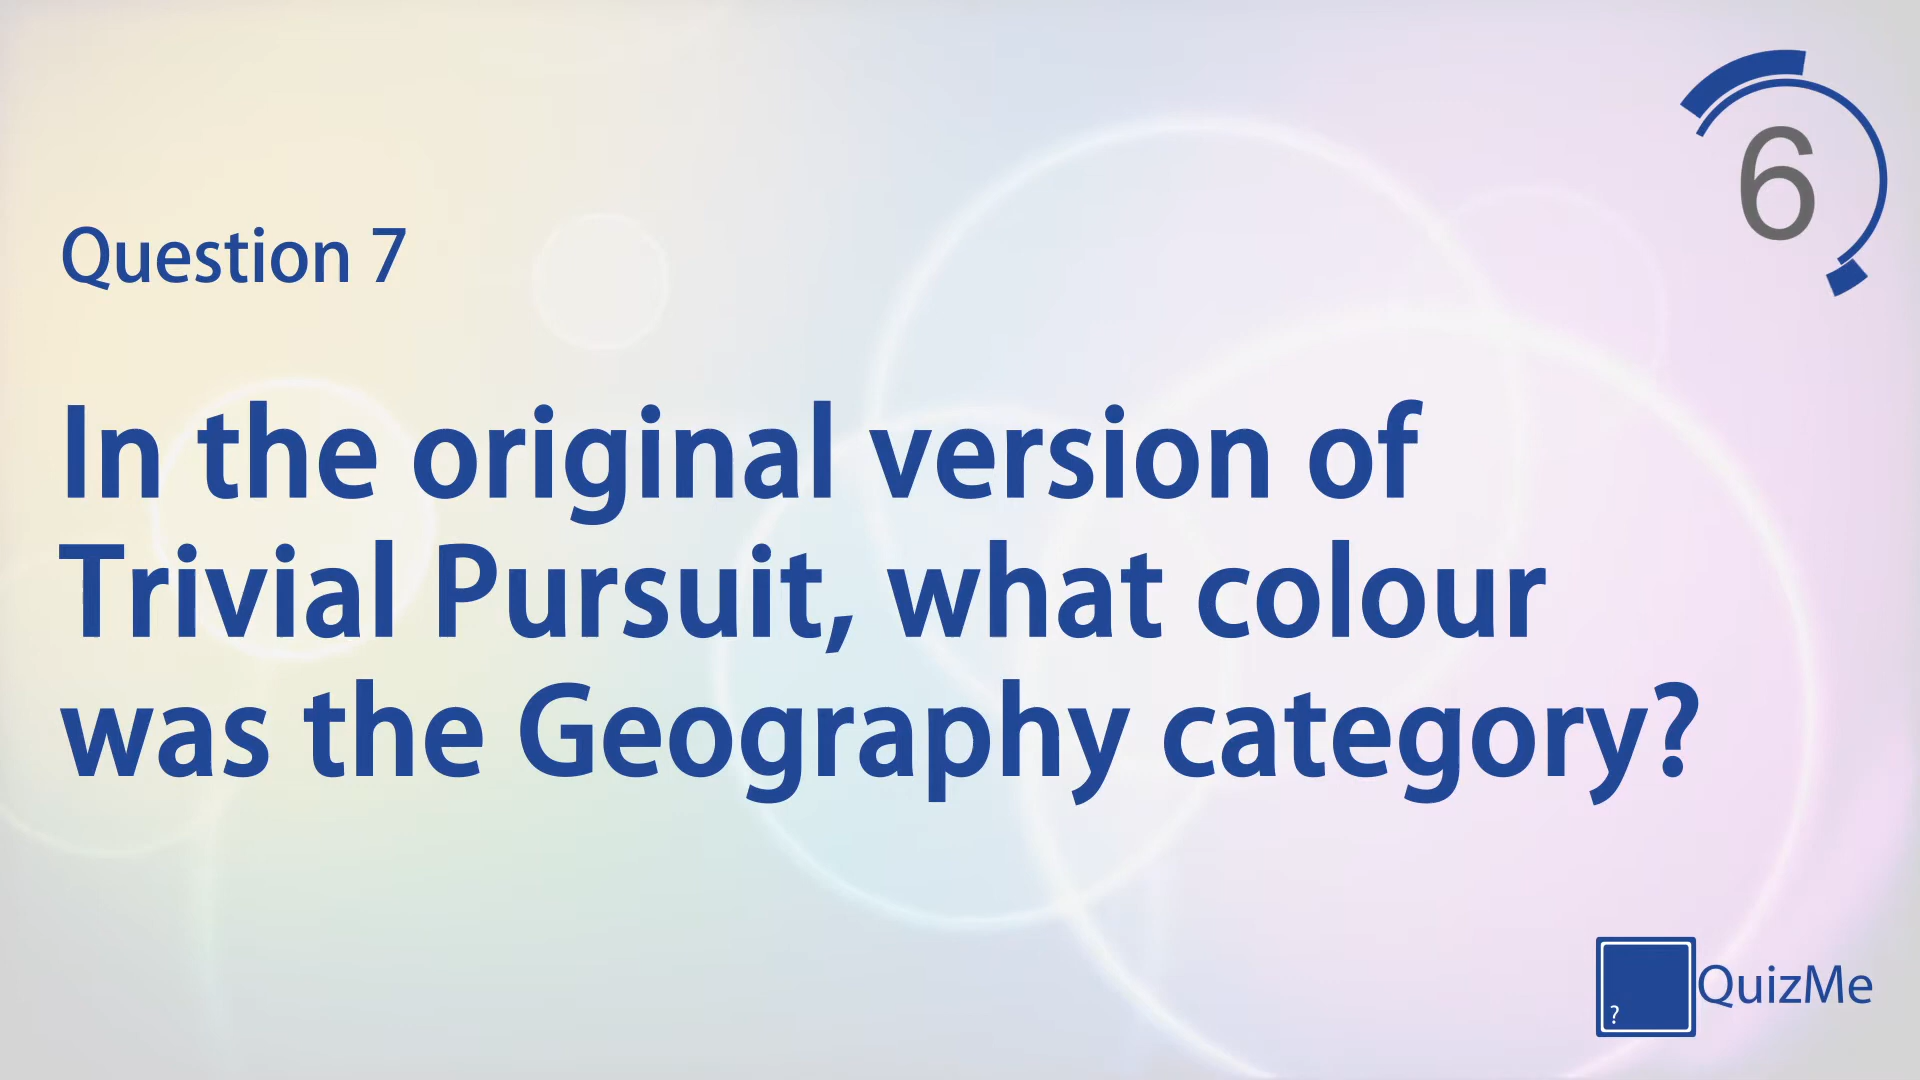 6
Question 7
In the original version of
Trivial Pursuit, what colour
was the Geography category?
?
QuizMe